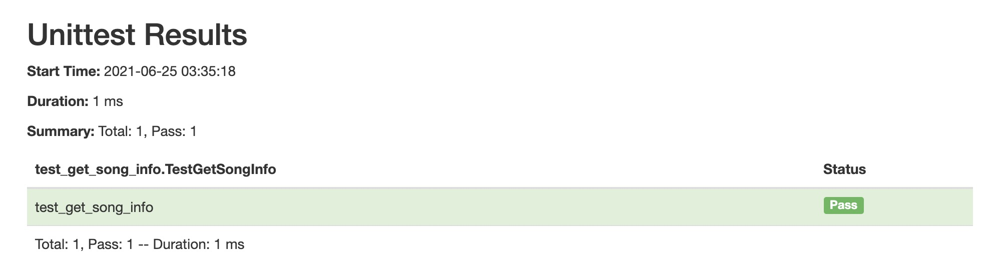 Unittest Results
Start Time: 2021-06-25 03:35:18
Duration: 1 ms
Summary: Total: 1, Pass: 1
test_get_song_info.TestGetSongInfo Status
test_get_song_info Pass
Total: 1, Pass: 1 -- Duration: 1 ms